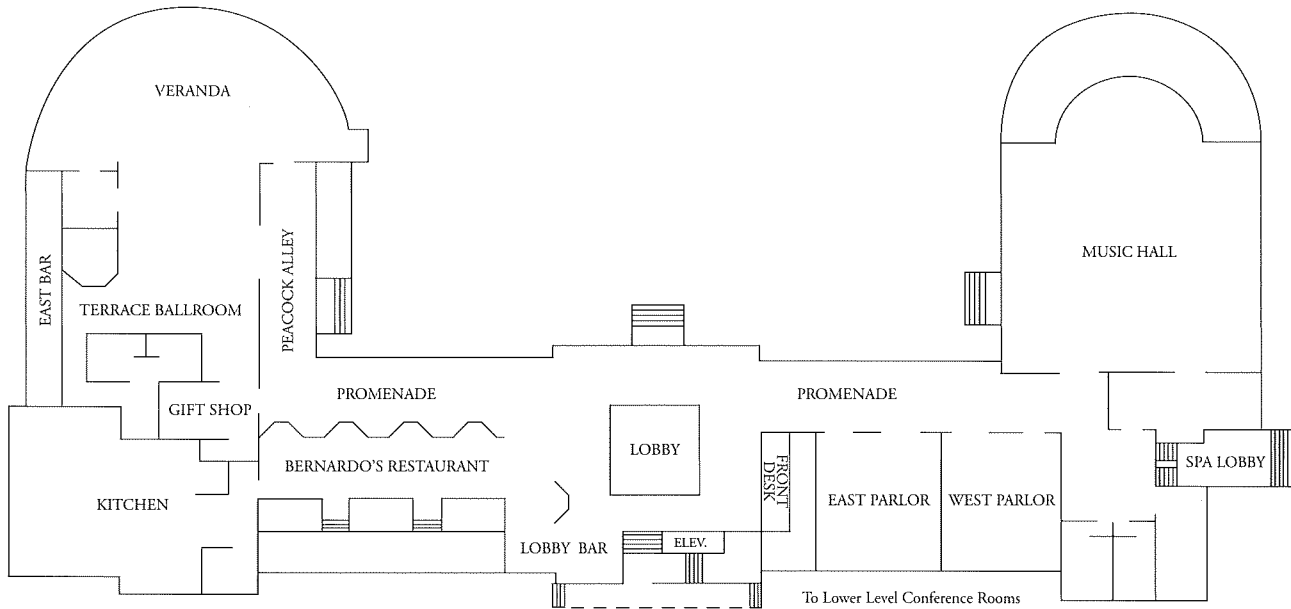 VERANDA
EAST BAR
TERRACE BALLROOM
PEACOCK ALLEY
GIFT SHOP
PROMENADE
BERNARDO'S RESTAURANT
KITCHEN
LOBBY
LOBBY BAR
ELEV.
FRONT
DESK
PROMENADE
EAST PARLOR
WEST PARLOR
MUSIC HALL
SPA LOBBY
To Lower Level Conference Rooms